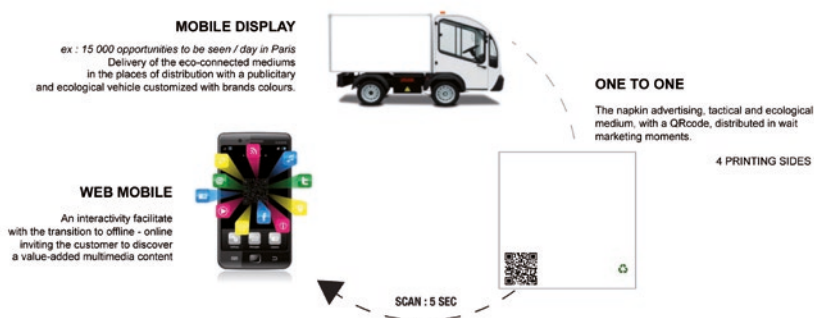 MOBILE DISPLAY
ex : 15 000 opportunities to be seen / day in Paris
Delivery of the eco-connected mediums
in the places of distribution with a publicitary
and ecological vehicle customized with brands colours.
ONE TO ONE
The napkin advertising, tactical and ecological
medium, with a QRcode, distributed in wait
marketing moments.
4 PRINTING SIDES
WEB MOBILE
An interactivity facilitate
with the transition to offline - online
inviting the customer to discover
a value-added multimedia content
SCAN : 5 SEC